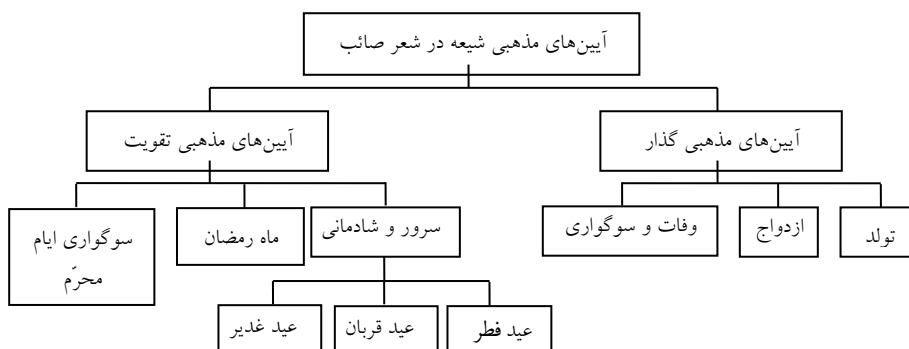 آیین‌های مذهبی شیعه در شعر صائب
آیین‌های مذهبی گذار
آیین‌های مذهبی تقویت
تولد
ازدواج
وفات و سوگواری
سرور و شادمانی
ماه رمضان
سوگواری ایام
محرّم
عید فطر
عید قربان
عید غدیر